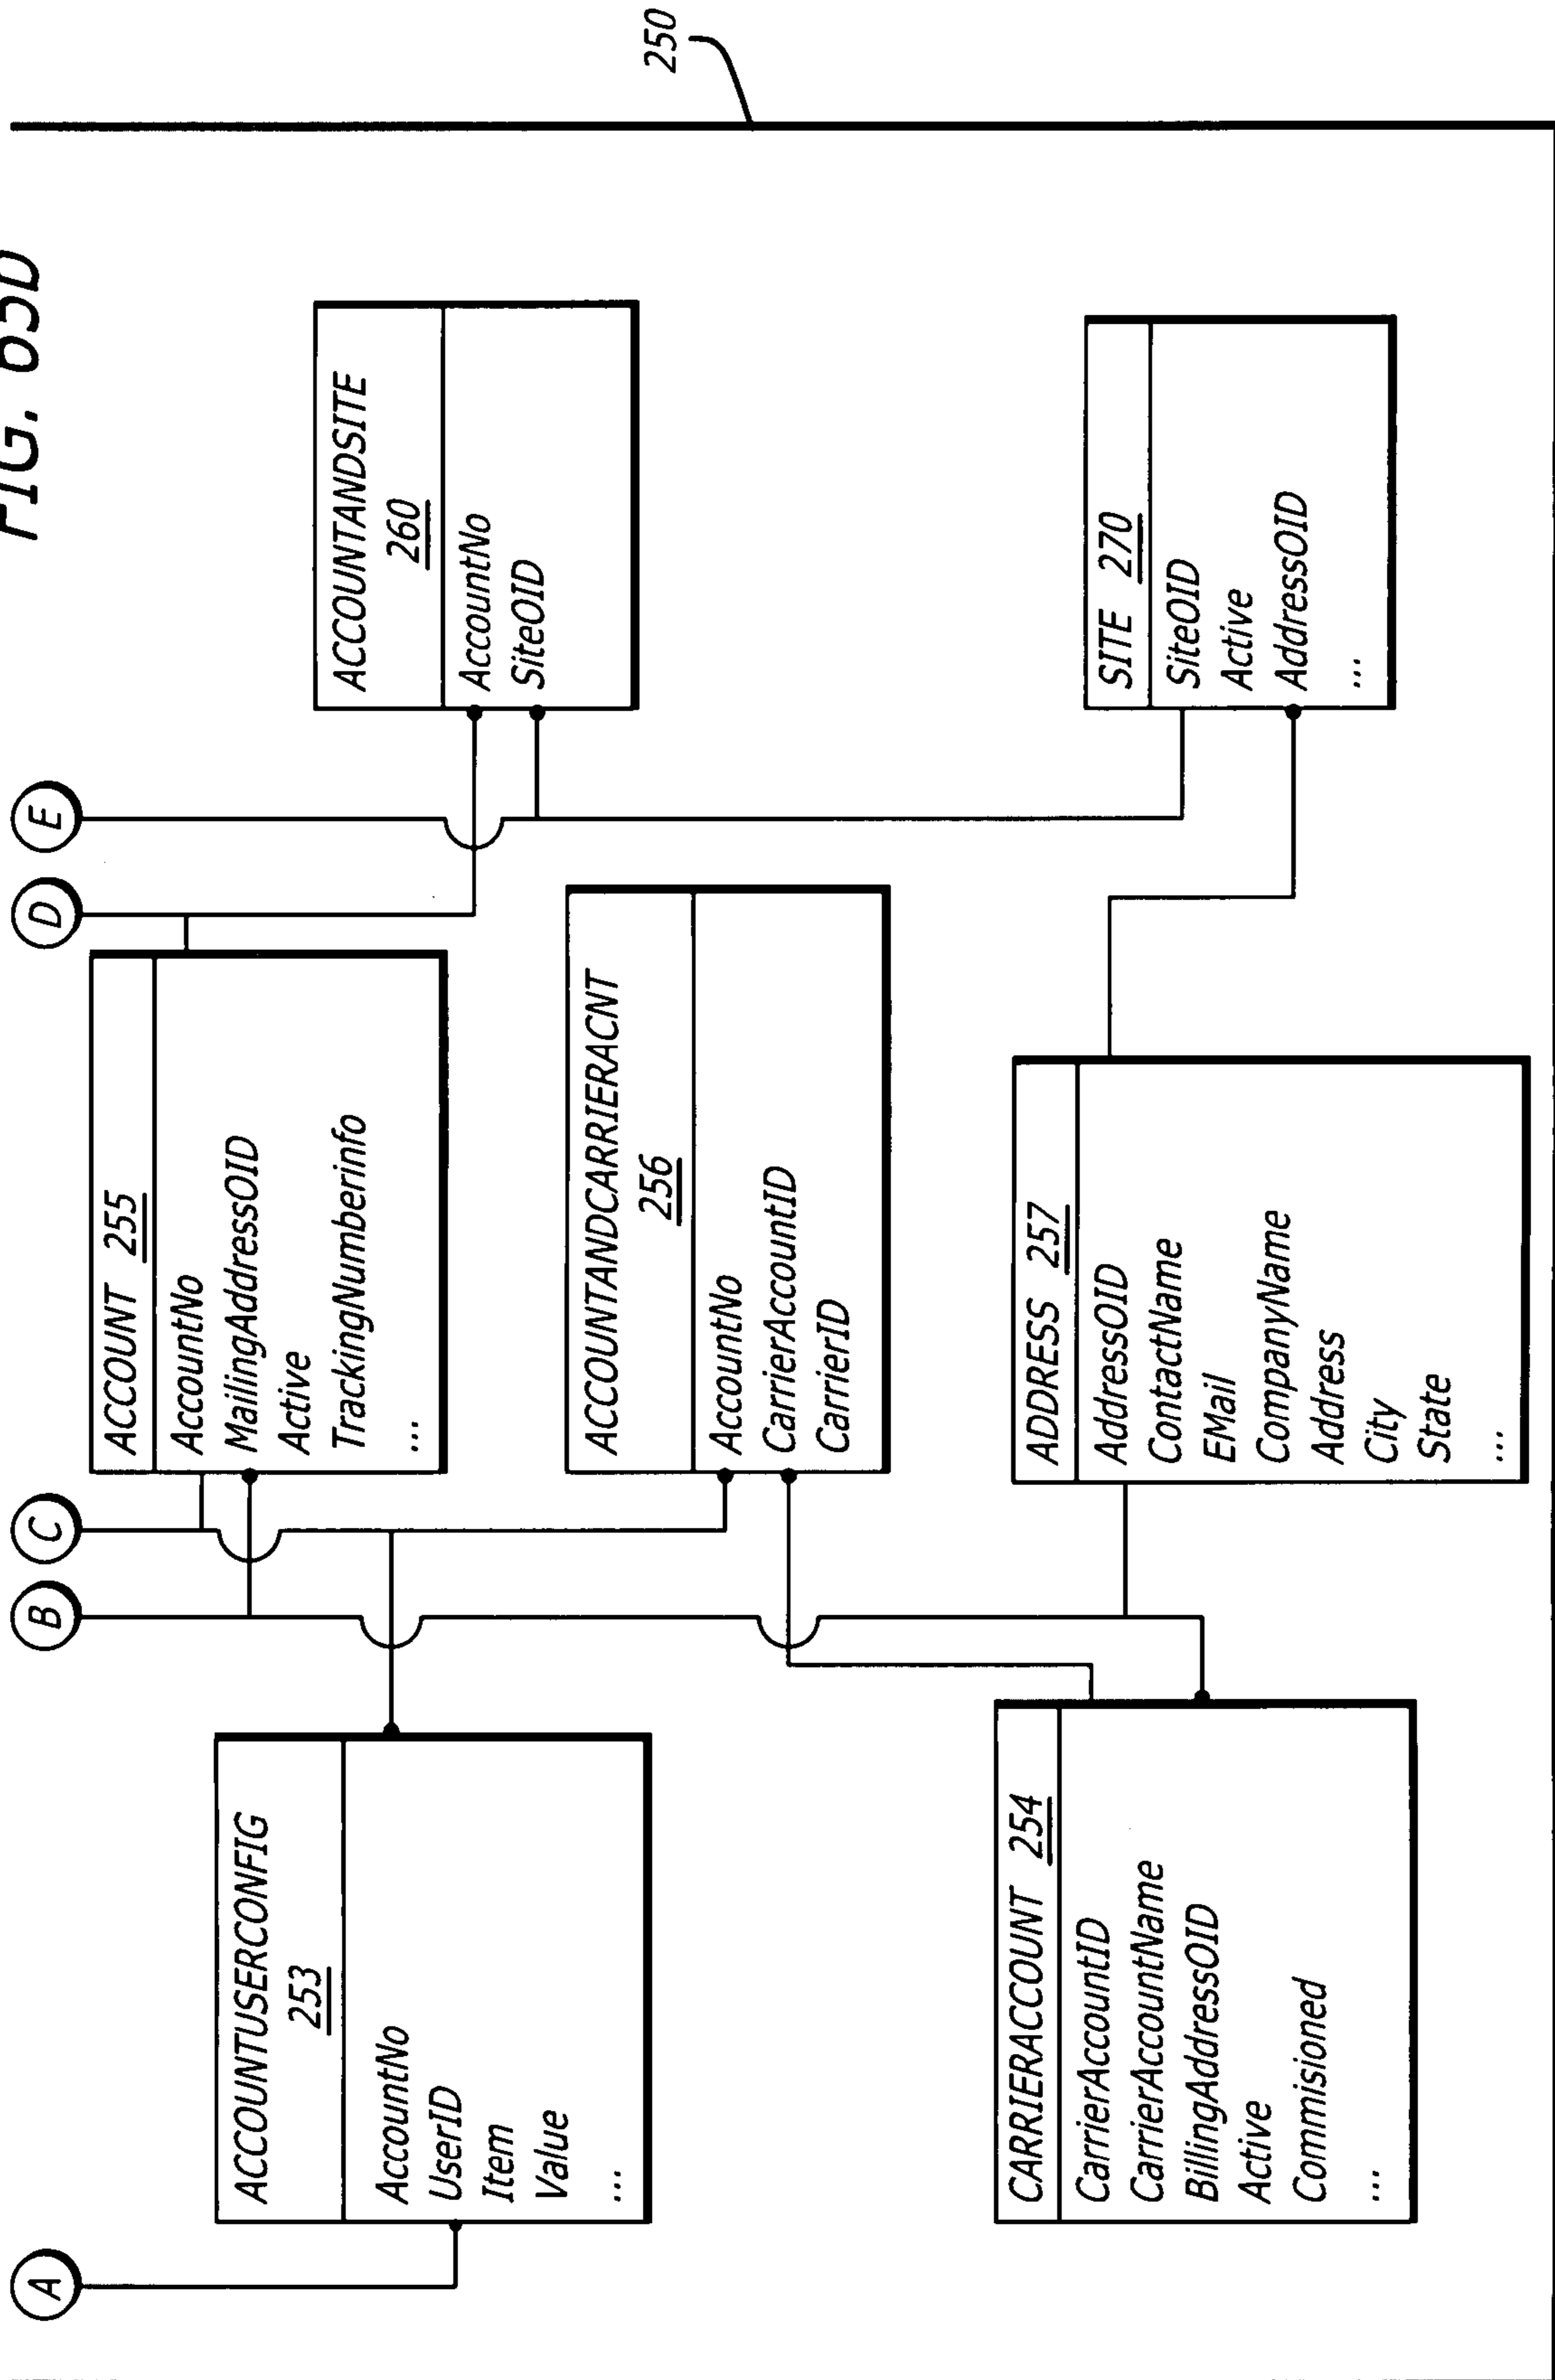 FIG. 65D
A
B
C
D
E
250
ACCOUNTUSERCONFIG
253
AccountNo
UserID
Item
Value
...
ACCOUNT 255
AccountNo
MailingAddressOID
Active
TrackingNumberinfo
...
ACCOUNTANDSITE
260
AccountNo
SiteOID
ACCOUNTANDCARRIERACNT
256
AccountNo
CarrierAccountID
CarrierID
CARRIERACCOUNT 254
CarrierAccountID
CarrierAccountName
BillingAddressOID
Active
Commisioned
...
ADDRESS 257
AddressOID
ContactName
EMail
CompanyName
Address
City
State
...
SITE 270
SiteOID
Active
AddressOID
...